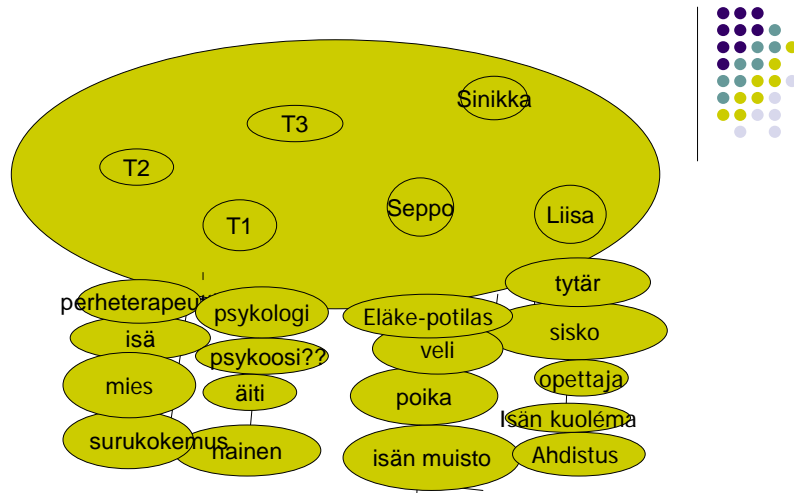 Sinikka
T3
T2
Seppo
Liisa
T1
perheterapeut
isä
mies
surukokemus
psykologi
psykoosi??
äiti
nainen
Eläke-potilas
veli
poika
isän muisto
tytär
sisko
opettaja
Isän kuolema
Ahdistus